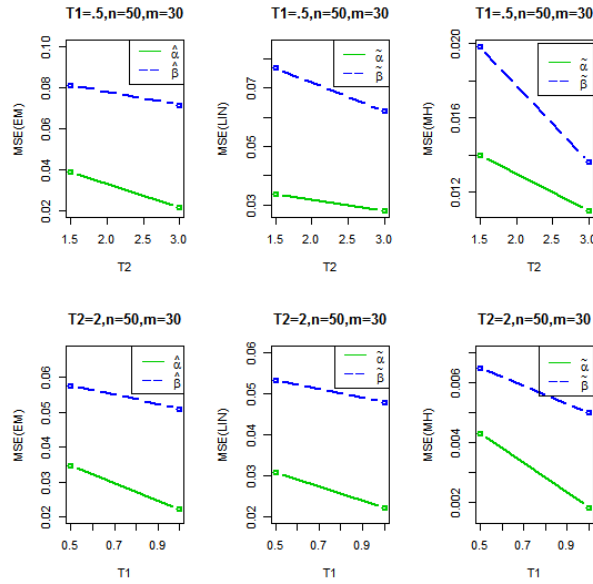 T1=.5,n=50,m=30
MSE(EM)
0.02 0.04 0.06 0.08 0.10
α̂
β̂
1.5 2.0 2.5 3.0
T2
T1=.5,n=50,m=30
MSE(LIN)
0.03 0.05 0.07
α̃
β̃
1.5 2.0 2.5 3.0
T2
T1=.5,n=50,m=30
MSE(MH)
0.012 0.016 0.020
α̃
β̃
1.5 2.0 2.5 3.0
T2
T2=2,n=50,m=30
MSE(EM)
0.02 0.03 0.04 0.05 0.06
α̂
β̂
0.5 0.7 0.9
T1
T2=2,n=50,m=30
MSE(LIN)
0.02 0.03 0.04 0.05 0.06
α̃
β̃
0.5 0.7 0.9
T1
T2=2,n=50,m=30
MSE(MH)
0.002 0.004 0.006
α̃
β̃
0.5 0.7 0.9
T1